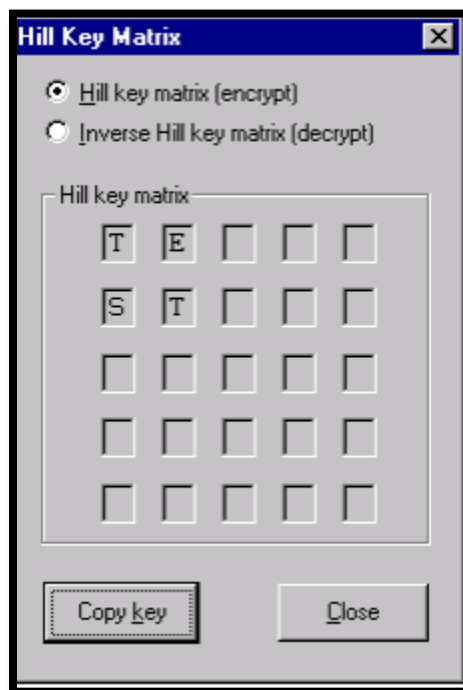 Hill Key Matrix
Hill key matrix (encrypt)
Inverse Hill key matrix (decrypt)
Hill key matrix
T E
S T
Copy key Close